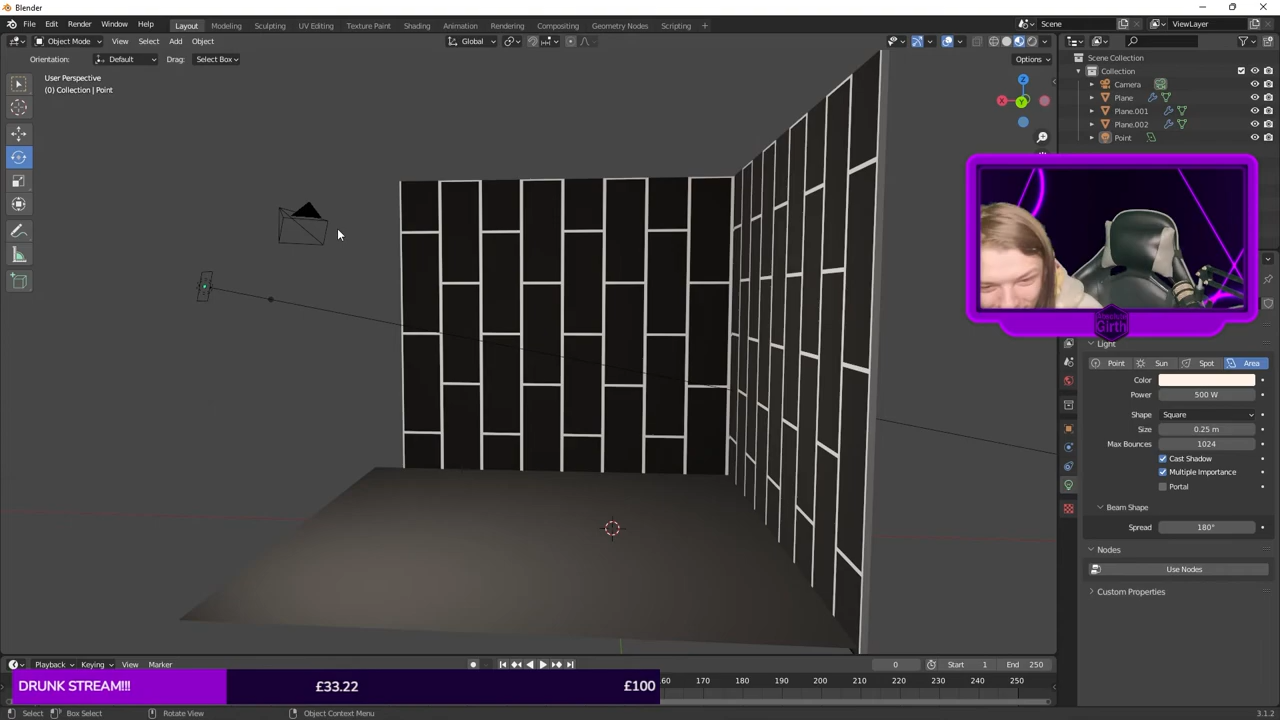 Blender
File Edit Render Window Help
Layout Modeling Sculpting UV Editing Texture Paint Shading Animation Rendering Compositing Geometry Nodes Scripting +
Scene ViewLayer
Object Mode View Select Add Object Global
Orientation: Default Drag: Select Box Options
User Perspective
(0) Collection | Point
Z
X
Y
Scene Collection
Collection
Camera
Plane
Plane.001
Plane.002
Point
Girth
Light
Point Sun Spot Area
Color
Power 500 W
Shape Square
Size 0.25 m
Max Bounces 1024
Cast Shadow
Multiple Importance
Portal
Beam Shape
Spread 180°
Nodes
Use Nodes
Custom Properties
Playback Keying View Marker 0 Start 1 End 250
170 180 190 200 210 220 230 240 250
DRUNK STREAM!!! £33.22 £100
Select Box Select Rotate View Object Context Menu 3.1.2